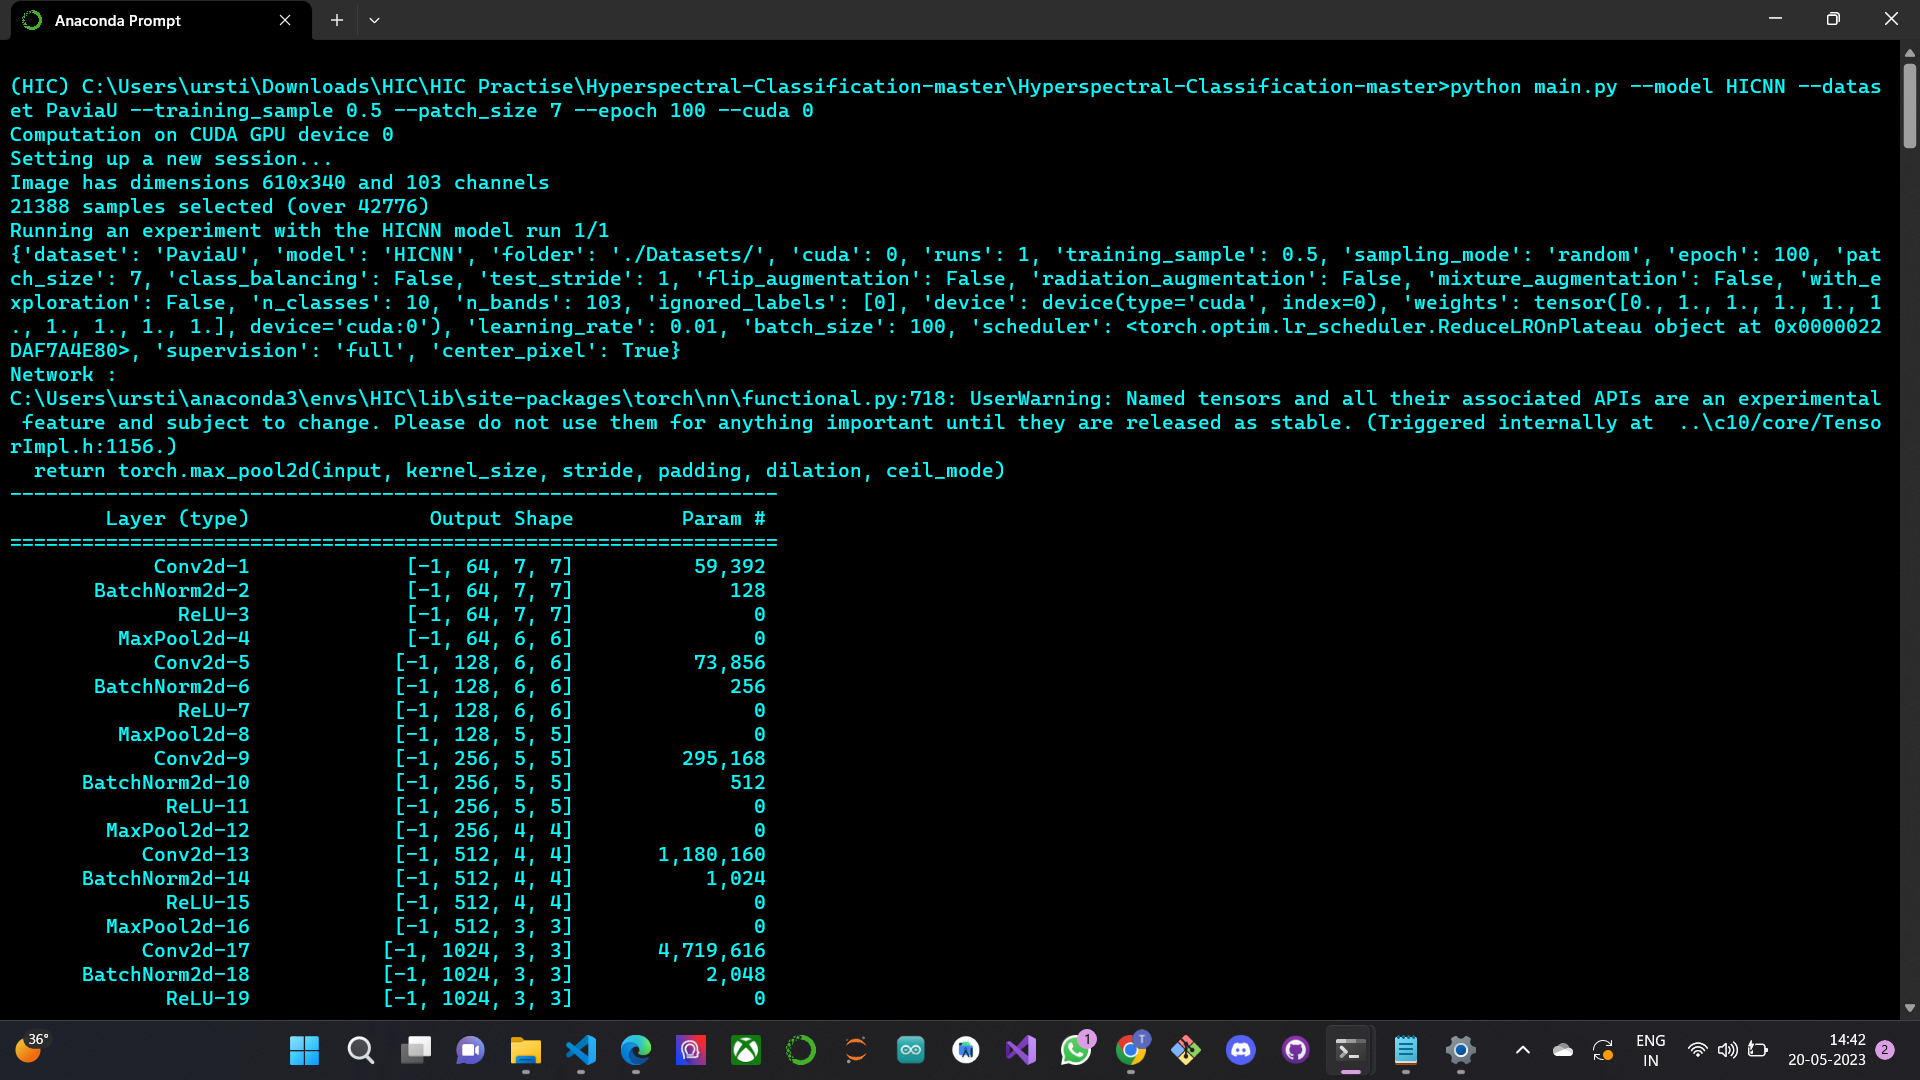 Anaconda Prompt
(HIC) C:\Users\ursti\Downloads\HIC\HIC Practise\Hyperspectral-Classification-master\Hyperspectral-Classification-master>python main.py --model HICNN --datas
et PaviaU --training_sample 0.5 --patch_size 7 --epoch 100 --cuda 0
Computation on CUDA GPU device 0
Setting up a new session...
Image has dimensions 610x340 and 103 channels
21388 samples selected (over 42776)
Running an experiment with the HICNN model run 1/1
{'dataset': 'PaviaU', 'model': 'HICNN', 'folder': './Datasets/', 'cuda': 0, 'runs': 1, 'training_sample': 0.5, 'sampling_mode': 'random', 'epoch': 100, 'pat
ch_size': 7, 'class_balancing': False, 'test_stride': 1, 'flip_augmentation': False, 'radiation_augmentation': False, 'mixture_augmentation': False, 'with_e
xploration': False, 'n_classes': 10, 'n_bands': 103, 'ignored_labels': [0], 'device': device(type='cuda', index=0), 'weights': tensor([0., 1., 1., 1., 1., 1
., 1., 1., 1., 1.], device='cuda:0'), 'learning_rate': 0.01, 'batch_size': 100, 'scheduler': <torch.optim.lr_scheduler.ReduceLROnPlateau object at 0x0000022
DAF7A4E80>, 'supervision': 'full', 'center_pixel': True}
Network :
C:\Users\ursti\anaconda3\envs\HIC\lib\site-packages\torch\nn\functional.py:718: UserWarning: Named tensors and all their associated APIs are an experimental
 feature and subject to change. Please do not use them for anything important until they are released as stable. (Triggered internally at  ..\c10/core/Tenso
rImpl.h:1156.)
  return torch.max_pool2d(input, kernel_size, stride, padding, dilation, ceil_mode)
----------------------------------------------------------------
        Layer (type)               Output Shape         Param #
================================================================
            Conv2d-1             [-1, 64, 7, 7]          59,392
       BatchNorm2d-2             [-1, 64, 7, 7]             128
              ReLU-3             [-1, 64, 7, 7]               0
         MaxPool2d-4             [-1, 64, 6, 6]               0
            Conv2d-5            [-1, 128, 6, 6]          73,856
       BatchNorm2d-6            [-1, 128, 6, 6]             256
              ReLU-7            [-1, 128, 6, 6]               0
         MaxPool2d-8            [-1, 128, 5, 5]               0
            Conv2d-9            [-1, 256, 5, 5]         295,168
      BatchNorm2d-10            [-1, 256, 5, 5]             512
             ReLU-11            [-1, 256, 5, 5]               0
        MaxPool2d-12            [-1, 256, 4, 4]               0
           Conv2d-13            [-1, 512, 4, 4]       1,180,160
      BatchNorm2d-14            [-1, 512, 4, 4]           1,024
             ReLU-15            [-1, 512, 4, 4]               0
        MaxPool2d-16            [-1, 512, 3, 3]               0
           Conv2d-17           [-1, 1024, 3, 3]       4,719,616
      BatchNorm2d-18           [-1, 1024, 3, 3]           2,048
             ReLU-19           [-1, 1024, 3, 3]               0
36°
1
T
ENG
IN
14:42
20-05-2023
2